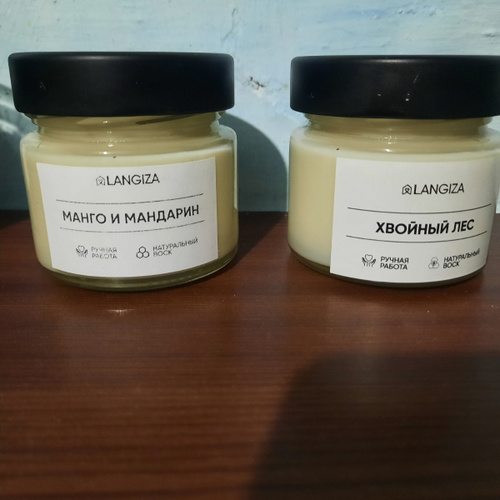 LANGIZA
МАНГО И МАНДАРИН
РУЧНАЯ
РАБОТА
НАТУРАЛЬНЫЙ
ВОСК
LANGIZA
ХВОЙНЫЙ ЛЕС
РУЧНАЯ
РАБОТА
НАТУРАЛЬНЫЙ
ВОСК